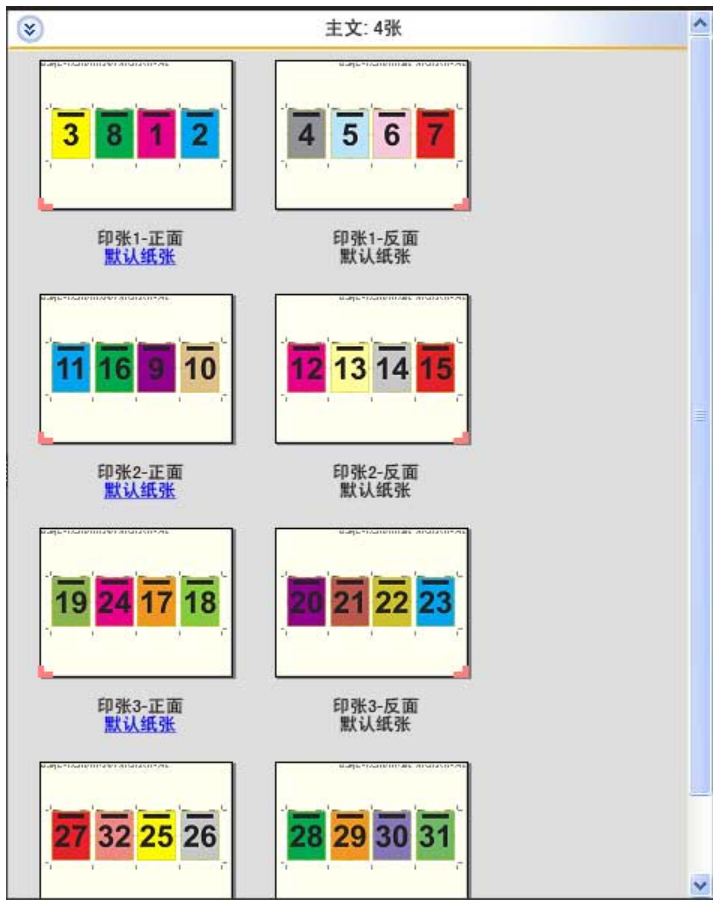 主文: 4张
3 8 1 2
4 5 6 7
印张1-正面
默认纸张
印张1-反面
默认纸张
11 16 9 10
12 13 14 15
印张2-正面
默认纸张
印张2-反面
默认纸张
19 24 17 18
20 21 22 23
印张3-正面
默认纸张
印张3-反面
默认纸张
27 32 25 26
28 29 30 31